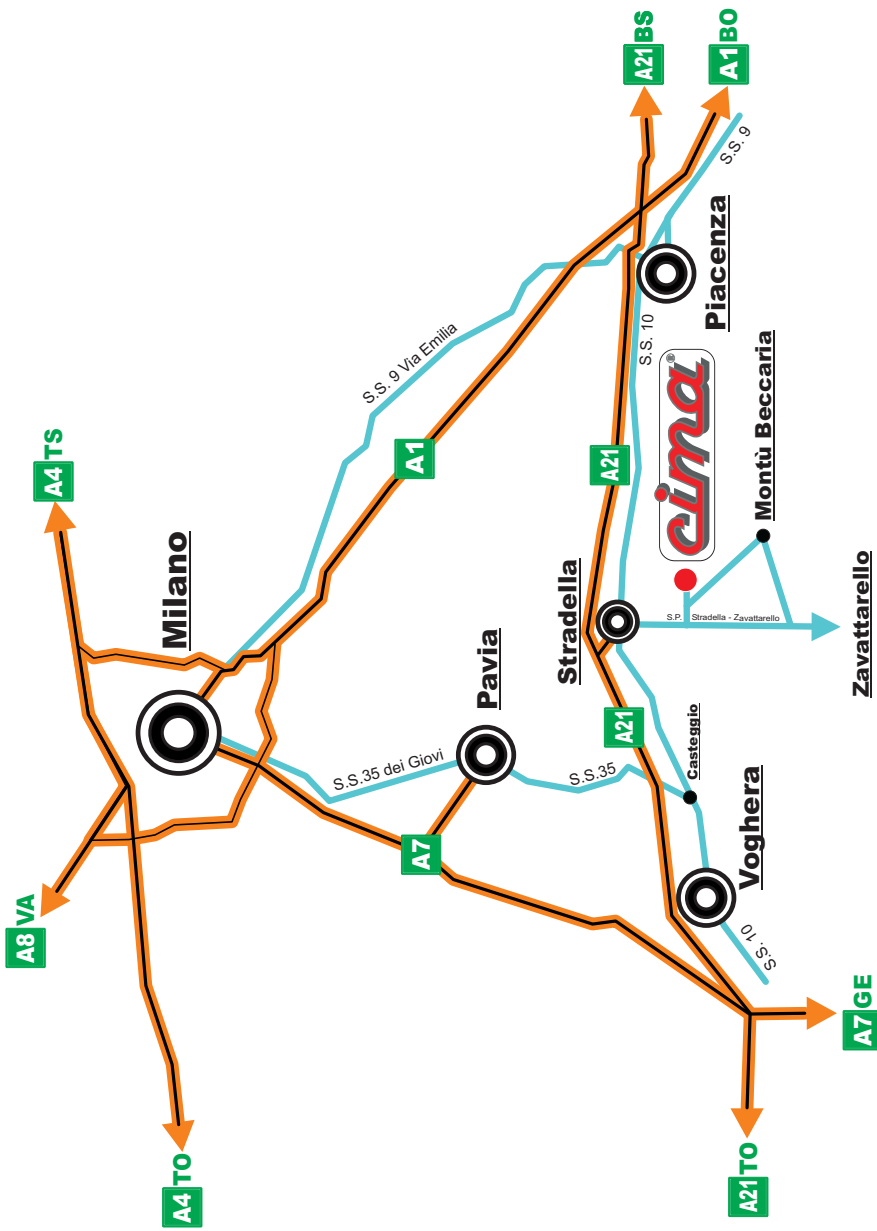 A8 VA
A4 TS
Milano
A4 TO
S.S. 9 Via Emilia
S.S.35 dei Giovi
A1
A7
Pavia
Stradella
S.S.35
A21
A21
A21 BS
S.S. 10
cima®
Casteggio
S.P. Stradella - Zavattarello
Piacenza
A1 BO
S.S. 9
A21 TO
S.S. 10
Voghera
Montù Beccaria
A7 GE
Zavattarello